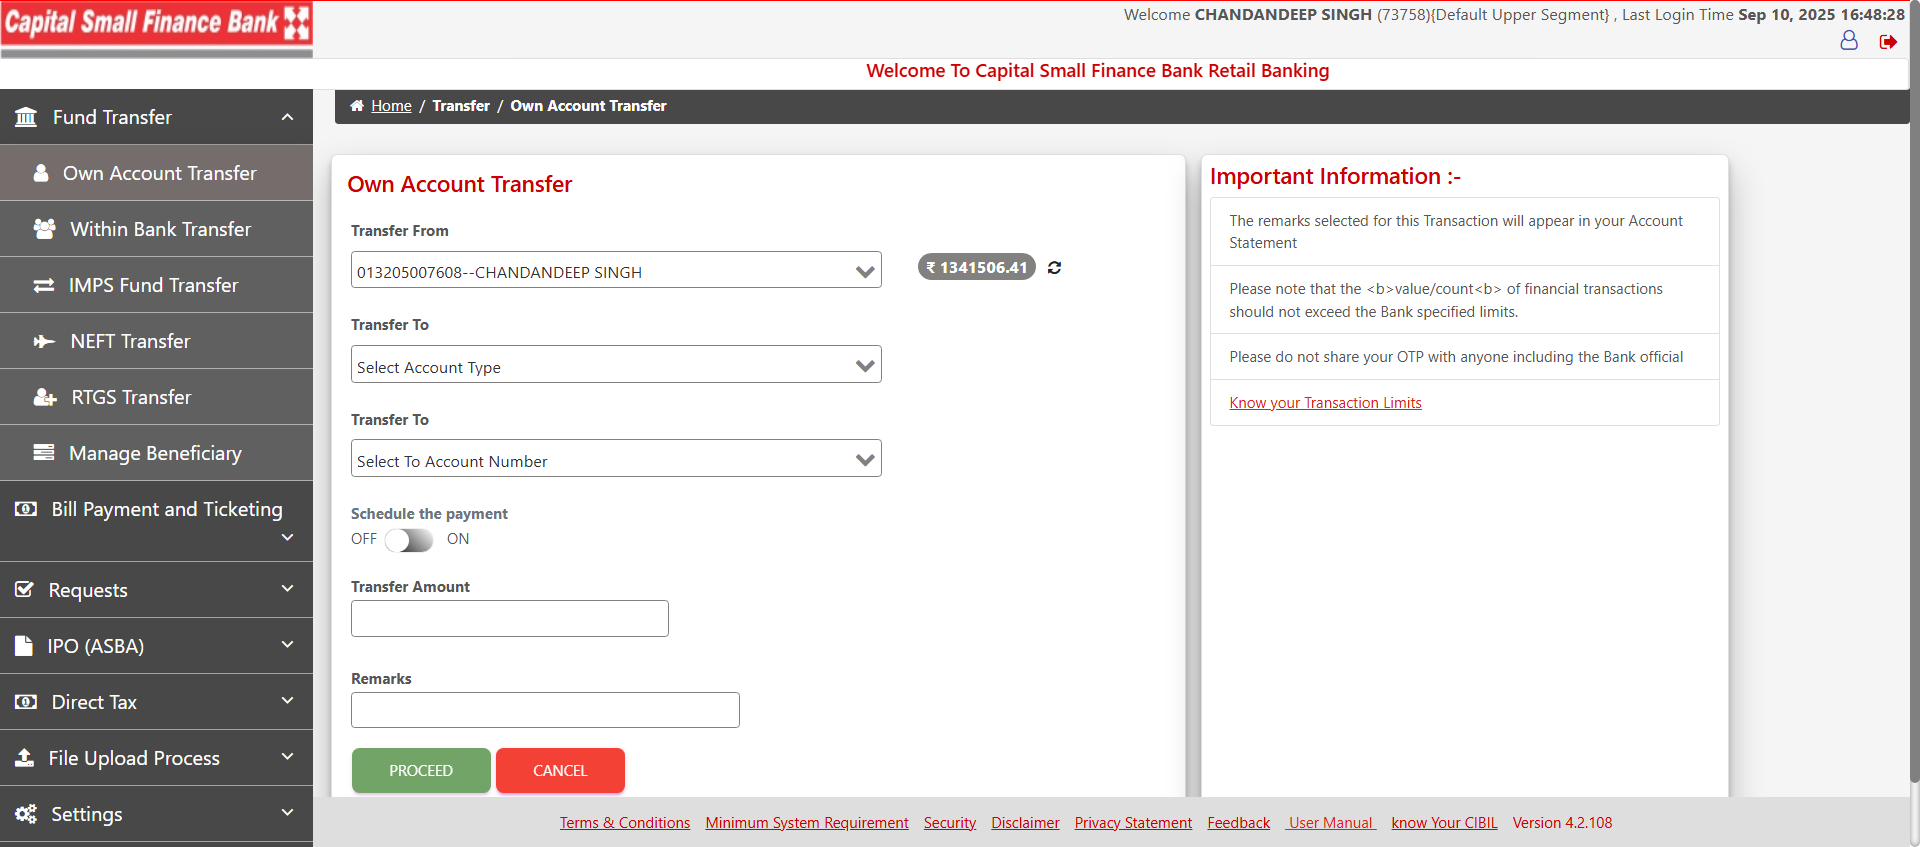 Capital Small Finance Bank
Welcome CHANDANDEEP SINGH (73758){Default Upper Segment} , Last Login Time Sep 10, 2025 16:48:28
Welcome To Capital Small Finance Bank Retail Banking
Home / Transfer / Own Account Transfer
Fund Transfer
Own Account Transfer
Within Bank Transfer
IMPS Fund Transfer
NEFT Transfer
RTGS Transfer
Manage Beneficiary
Bill Payment and Ticketing
Requests
IPO (ASBA)
Direct Tax
File Upload Process
Settings
Own Account Transfer
Transfer From
013205007608--CHANDANDEEP SINGH
₹ 1341506.41
Transfer To
Select Account Type
Transfer To
Select To Account Number
Schedule the payment
OFF ON
Transfer Amount
Remarks
PROCEED CANCEL
Important Information :-
The remarks selected for this Transaction will appear in your Account
Statement
Please note that the <b>value/count<b> of financial transactions
should not exceed the Bank specified limits.
Please do not share your OTP with anyone including the Bank official
Know your Transaction Limits
Terms & Conditions Minimum System Requirement Security Disclaimer Privacy Statement Feedback User Manual know Your CIBIL Version 4.2.108